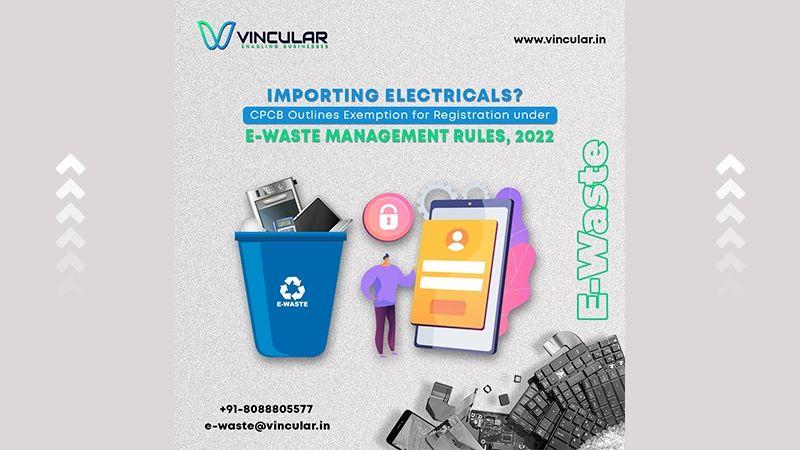 VINCULAR
ENABLING BUSINESSES
www.vincular.in
IMPORTING ELECTRICALS?
CPCB Outlines Exemption for Registration under
E-WASTE MANAGEMENT RULES, 2022
E-Waste
E-WASTE
+91-8088805577
e-waste@vincular.in